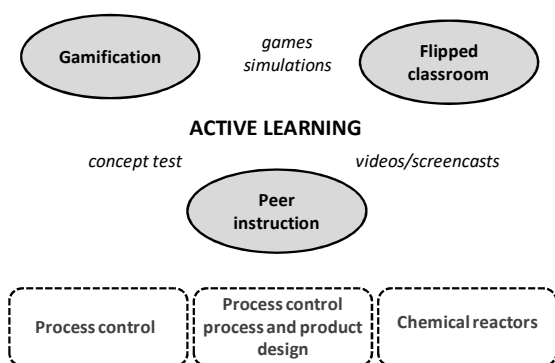 Gamification
games
simulations
Flipped
classroom
ACTIVE LEARNING
concept test
videos/screencasts
Peer
instruction
Process control
Process control
process and product
design
Chemical reactors